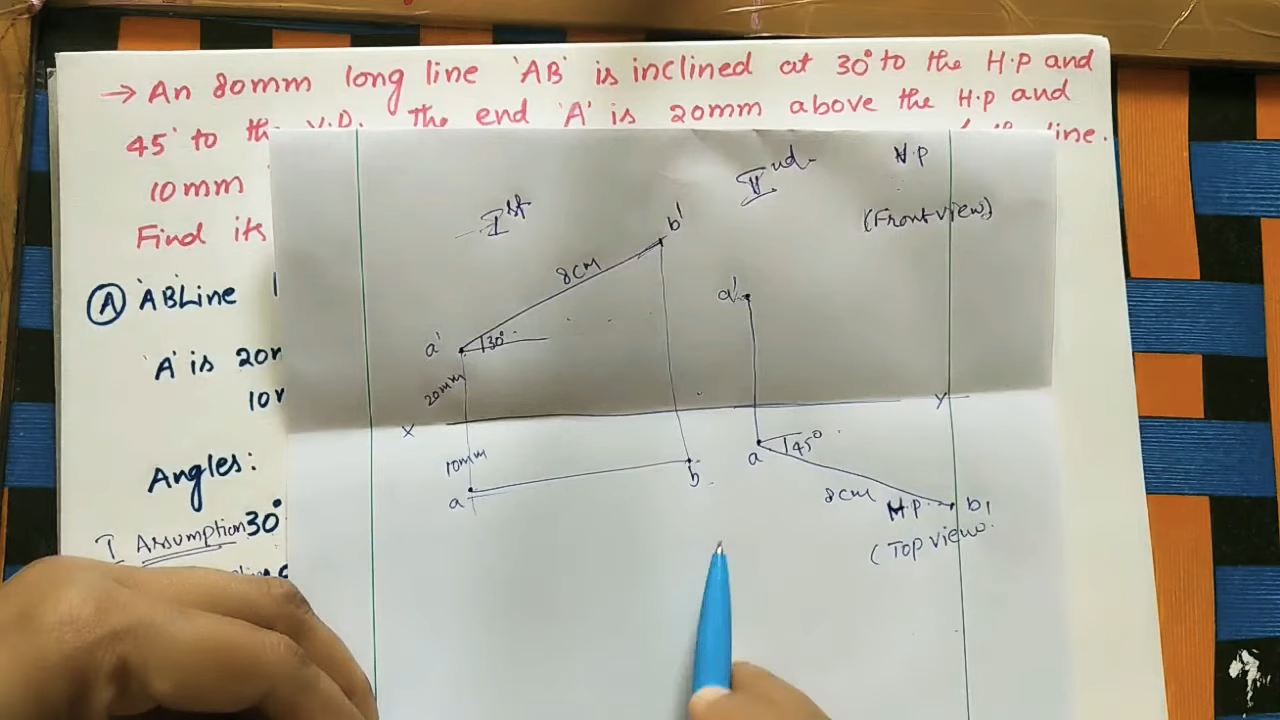 → An 80mm long line 'AB' is inclined at 30° to the H.P and
45° to the V.P. The end 'A' is 20mm above the H.P and
line.
10mm
Find its
Ⓐ 'AB' Line
'A' is 20m
10m
Angles:
I Assumption 30°
Ist
IInd
V.P
(Front view)
b'
8cm
a'
30°
a'
20mm
X
Y
10mm
a
b
a
45°
8cm
H.P.
b1
(Top view)